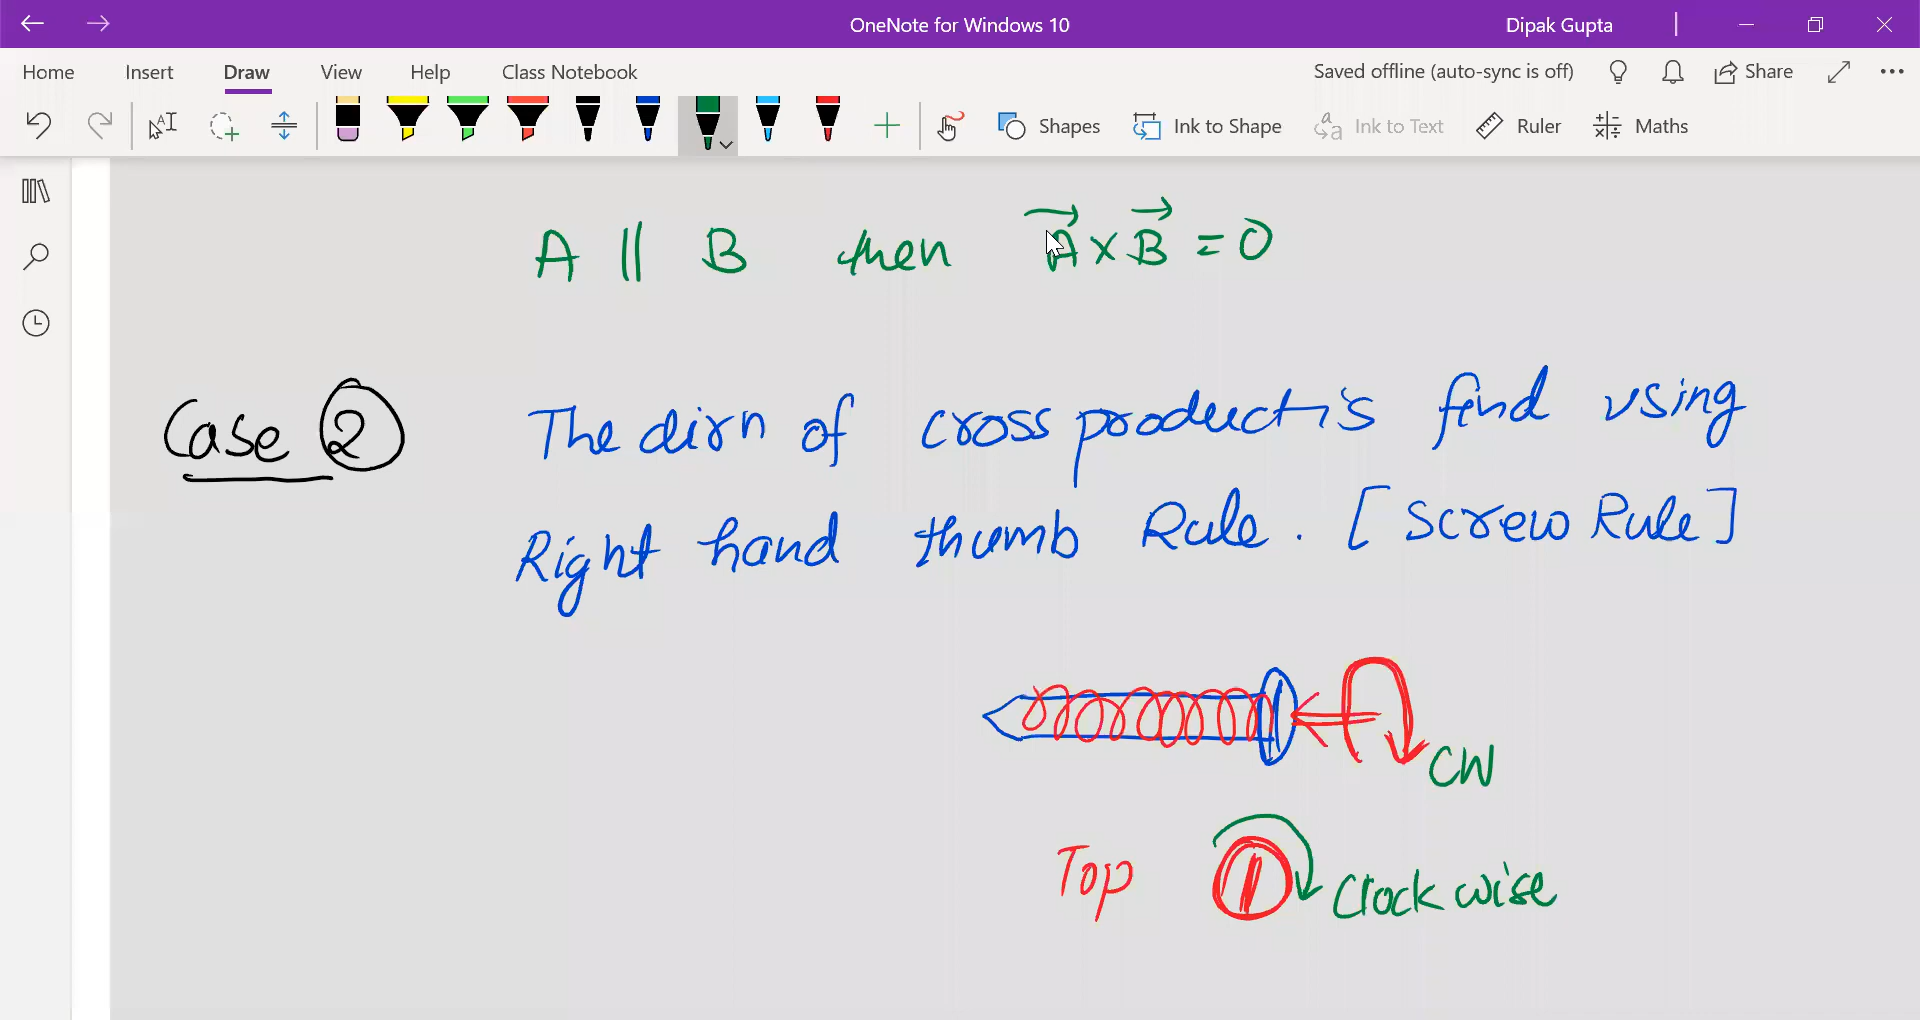 OneNote for Windows 10
Dipak Gupta
Home Insert Draw View Help Class Notebook
Saved offline (auto-sync is off) Share
Shapes Ink to Shape Ink to Text Ruler Maths
A || B then A⃗ × B⃗ = 0
Case 2
The dirn of cross product is find using
Right hand thumb Rule. [Screw Rule]
CW
Top Clockwise